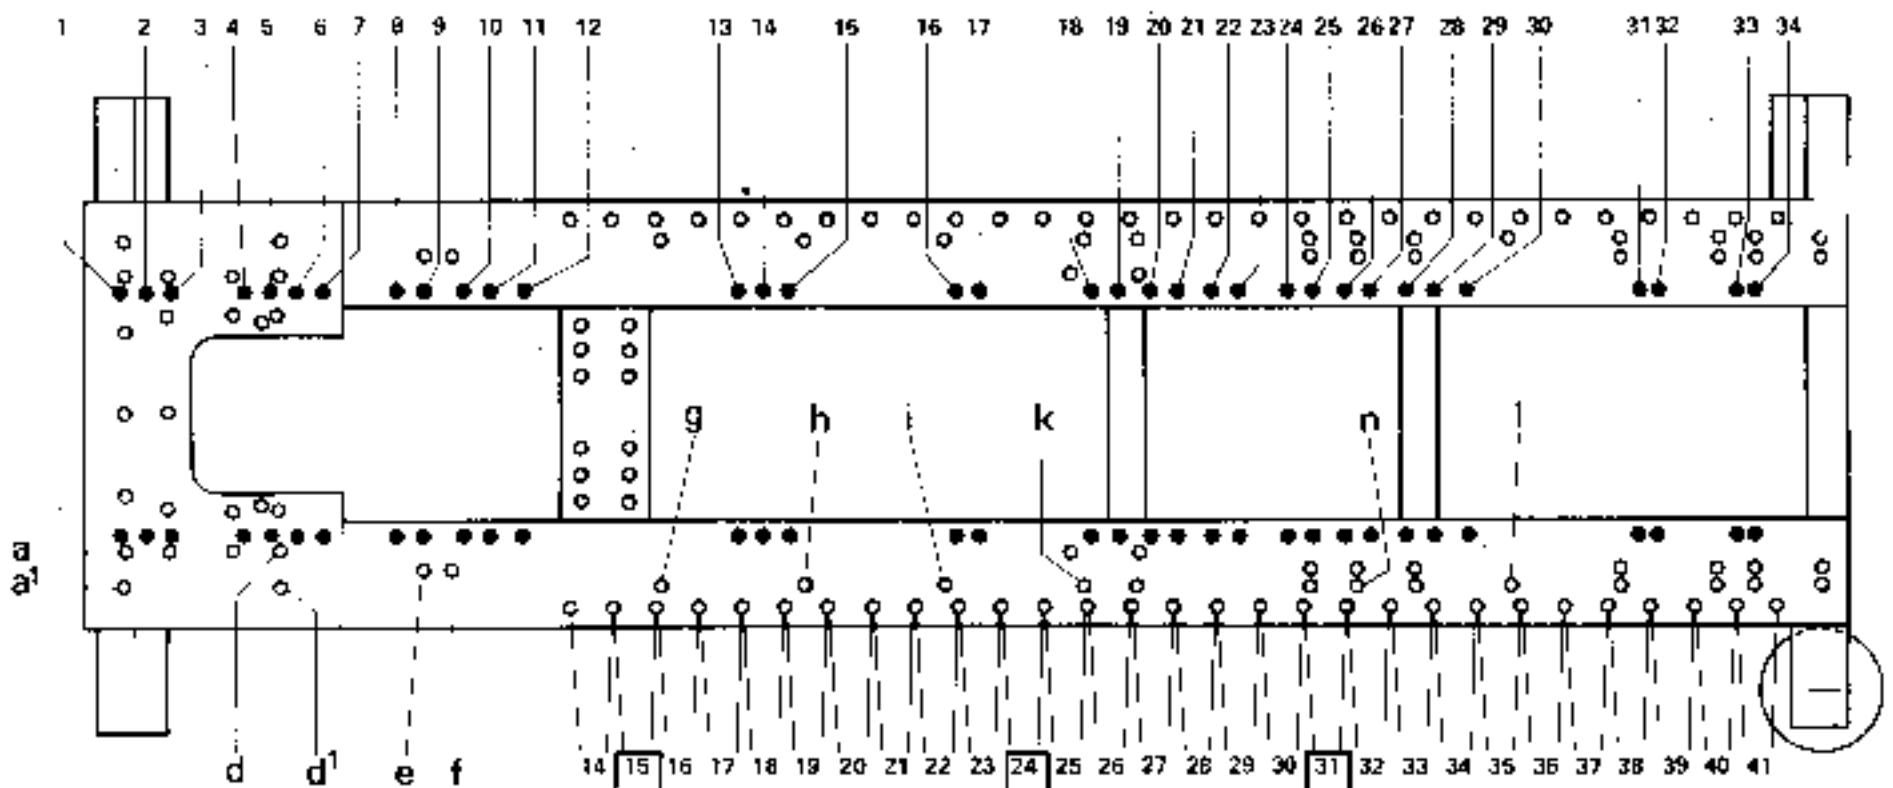 1 2 3 4 5 6 7 8 9 10 11 12 13 14 15 16 17 18 19 20 21 22 23 24 25 26 27 28 29 30 31 32 33 34
g h i k n l
a
a¹
d d¹ e f 14 15 16 17 18 19 20 21 22 23 24 25 26 27 28 29 30 31 32 33 34 35 36 37 38 39 40 41